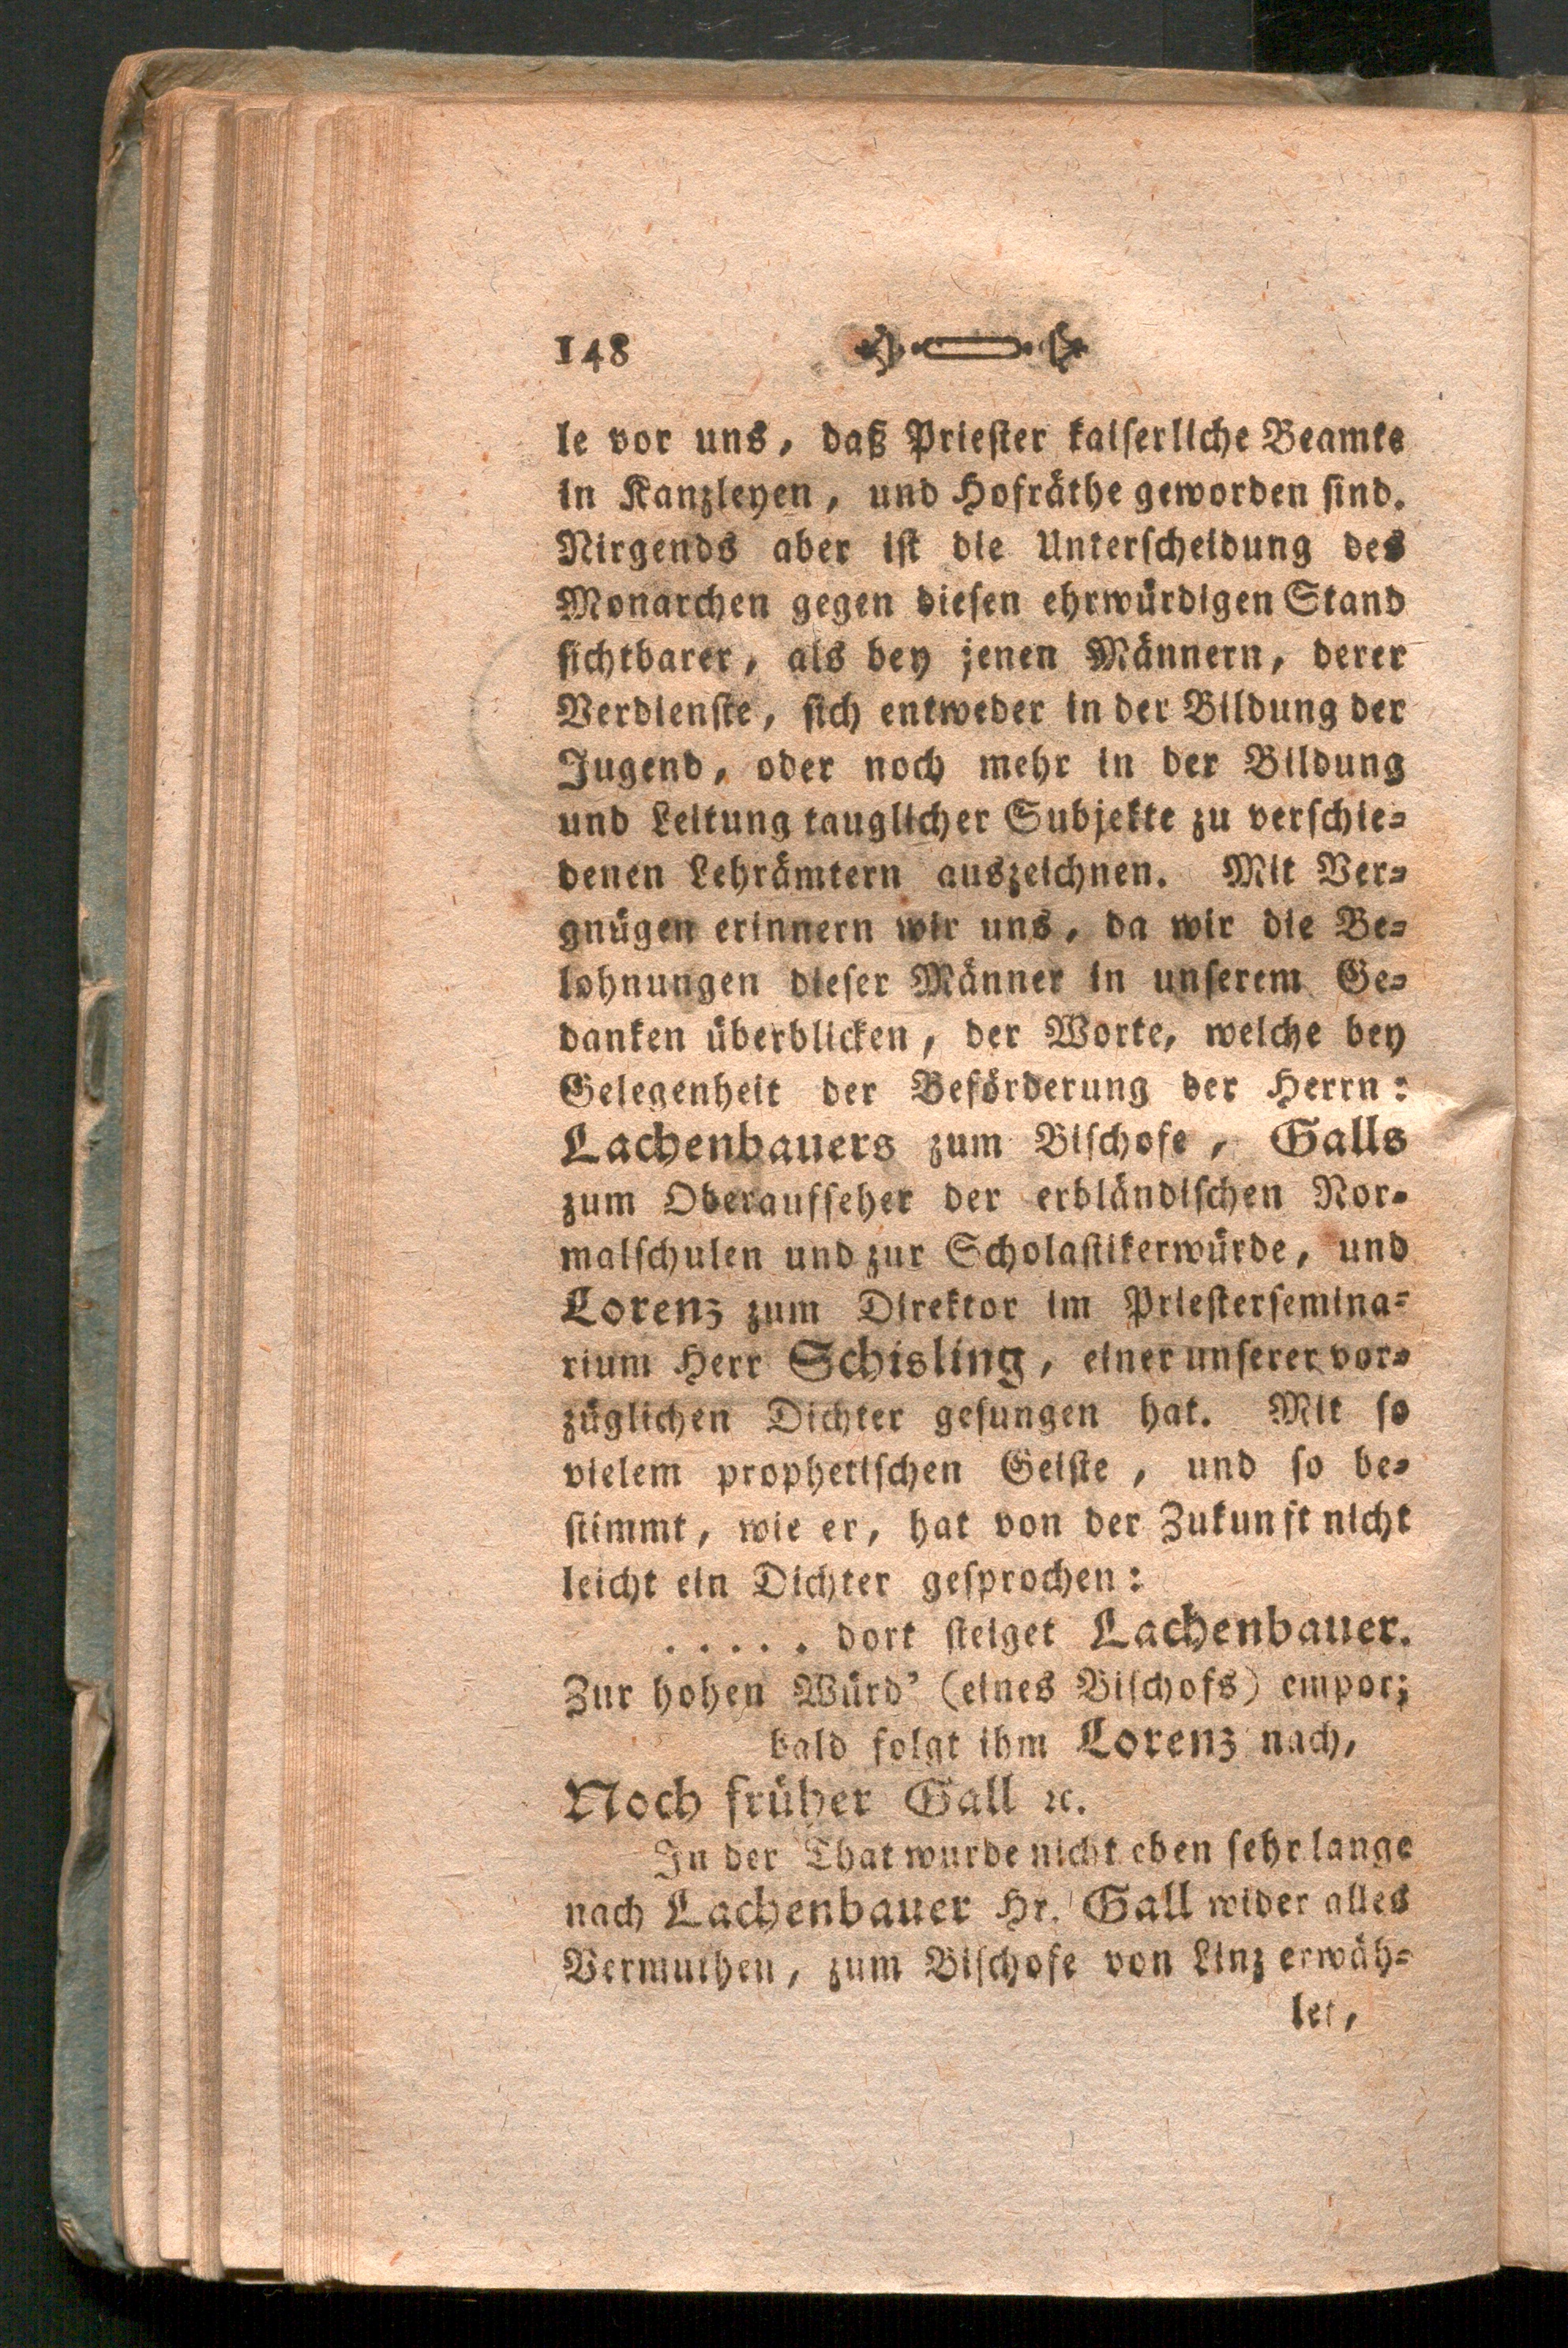 148
le vor uns, daß Priester kaiserliche Beamte
in Kanzleyen, und Hofräthe geworden sind.
Nirgends aber ist die Unterscheidung des
Monarchen gegen diesen ehrwürdigen Stand
sichtbarer, als bey jenen Männern, derer
Verdienste, sich entweder in der Bildung der
Jugend, oder noch mehr in der Bildung
und Leitung tauglicher Subjekte zu verschie-
denen Lehrämtern auszeichnen. Mit Ver-
gnügen erinnern wir uns, da wir die Be-
lohnungen dieser Männer in unserem Ge-
danken überblicken, der Worte, welche bey
Gelegenheit der Beförderung der Herrn:
Lachenbauers zum Bischofe, Galls
zum Oberaufseher der erbländischen Nor-
malschulen und zur Scholastikerwürde, und
Lorenz zum Direktor im Priestersemina-
rium Herr Schisling, einer unserer vor-
züglichen Dichter gesungen hat. Mit so
vielem prophetischen Geiste, und so be-
stimmt, wie er, hat von der Zukunft nicht
leicht ein Dichter gesprochen:
. . . . . dort steiget Lachenbauer.
Zur hohen Würd' (eines Bischofs) empor;
bald folgt ihm Lorenz nach,
Noch früher Gall ꝛc.
In der That wurde nicht eben sehr lange
nach Lachenbauer Hr. Gall wider alles
Vermuthen, zum Bischofe von Linz erwäh-
let,